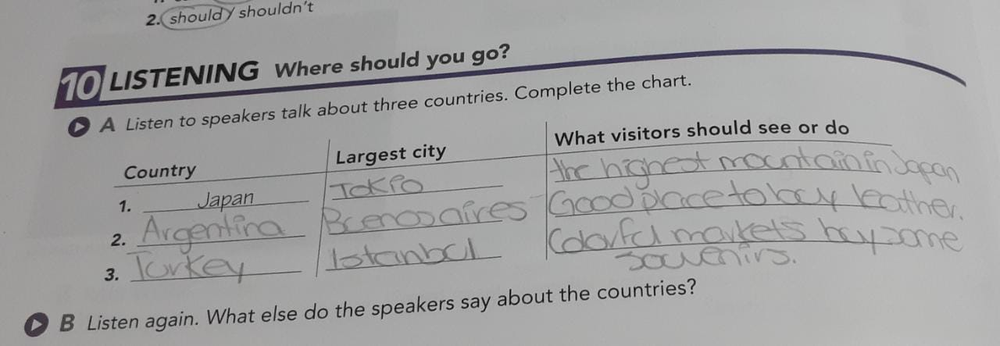 2. should / shouldn't
10 LISTENING Where should you go?
A Listen to speakers talk about three countries. Complete the chart.
Country Largest city What visitors should see or do
1. Japan Tokio the highest mountain in Japan
2. Argentina Buenos aires Good place to buy leather.
3. Turkey Istanbul Colorful markets buy some
souvenirs.
B Listen again. What else do the speakers say about the countries?